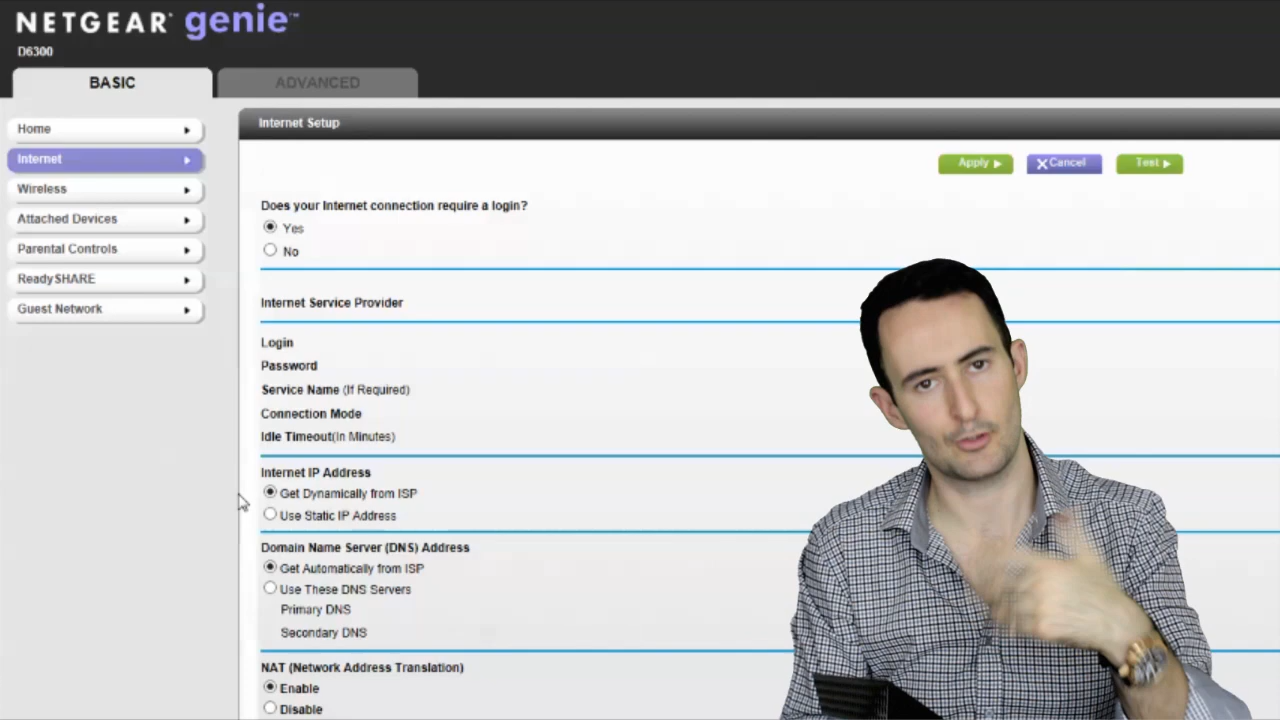 NETGEAR® genie™
D6300
BASIC
ADVANCED
Home
Internet
Wireless
Attached Devices
Parental Controls
ReadySHARE
Guest Network
Internet Setup
Apply
Cancel
Test
Does your Internet connection require a login?
Yes
No
Internet Service Provider
Login
Password
Service Name (If Required)
Connection Mode
Idle Timeout(In Minutes)
Internet IP Address
Get Dynamically from ISP
Use Static IP Address
Domain Name Server (DNS) Address
Get Automatically from ISP
Use These DNS Servers
Primary DNS
Secondary DNS
NAT (Network Address Translation)
Enable
Disable